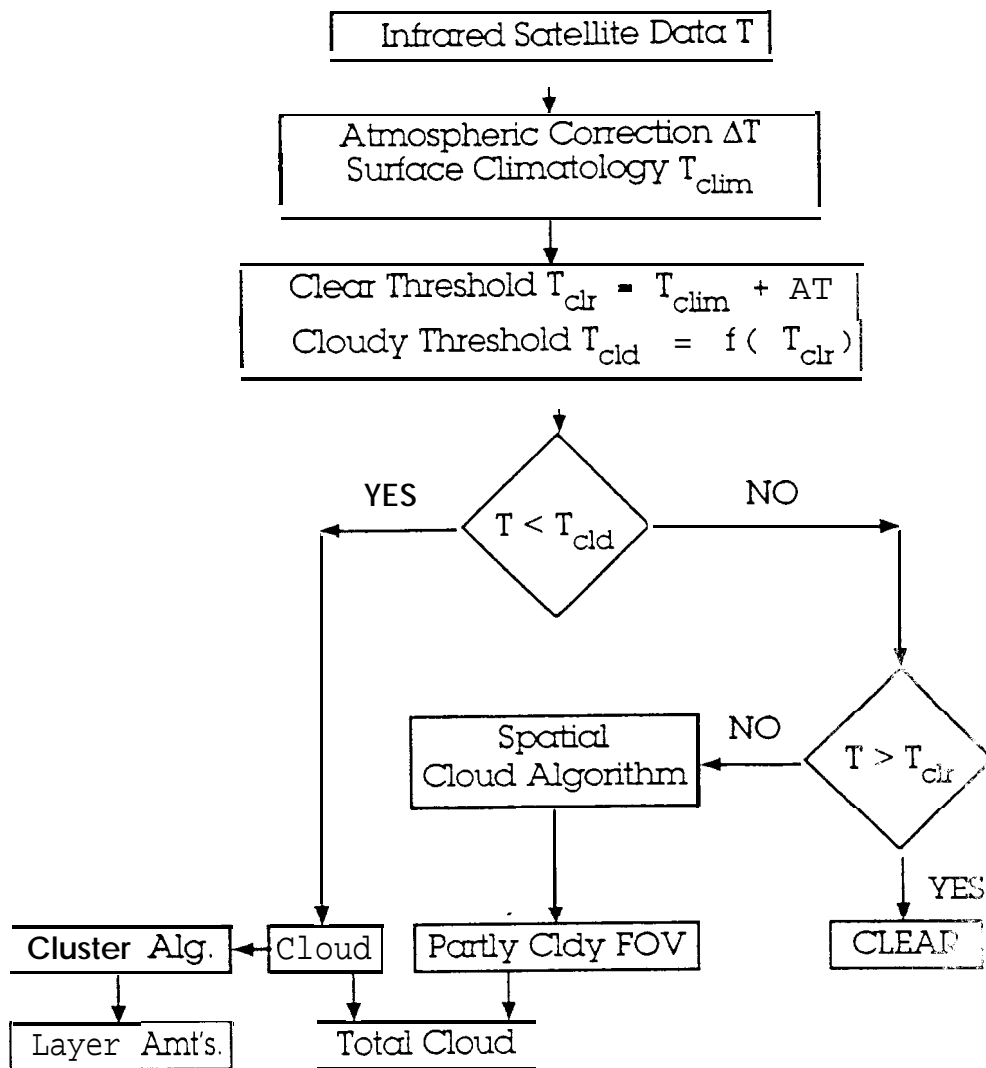 Infrared Satellite Data T
Atmospheric Correction ΔT
Surface Climatology T_clim
Clear Threshold T_clr = T_clim + AT
Cloudy Threshold T_cld = f( T_clr )
YES
NO
T < T_cld
NO
Spatial
Cloud Algorithm
T > T_clr
YES
Cluster Alg.
Cloud
Partly Cldy FOV
CLEAR
Layer Amt's.
Total Cloud